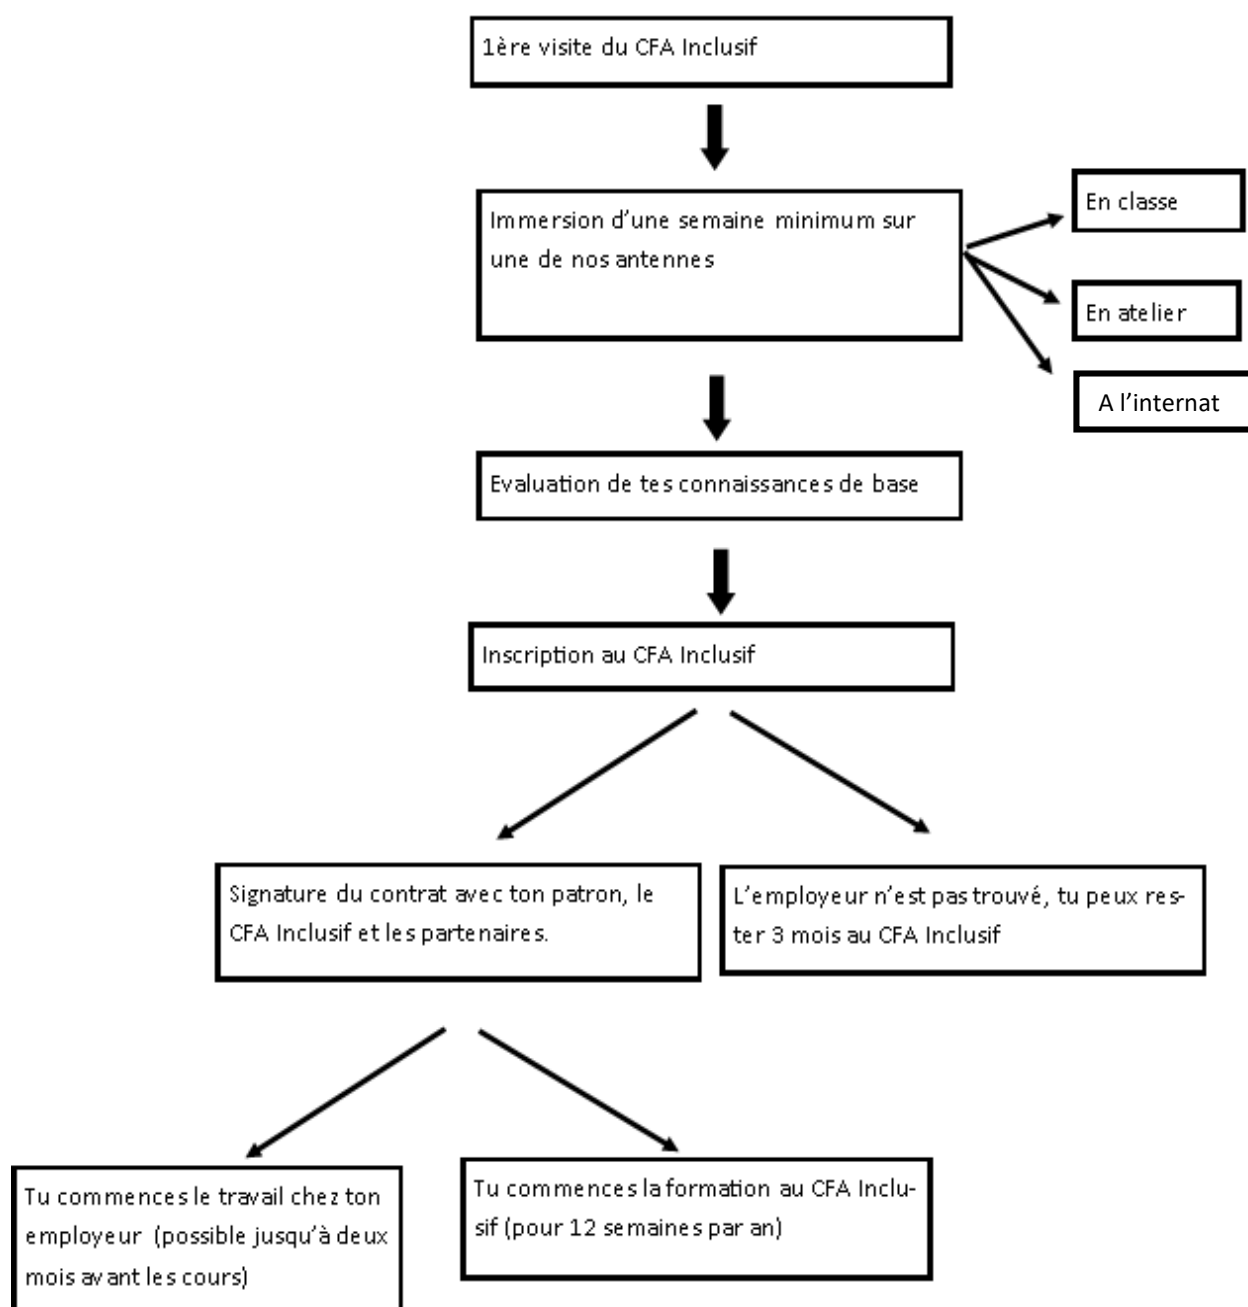 1ère visite du CFA Inclusif
Immersion d'une semaine minimum sur
une de nos antennes
En classe
En atelier
A l'internat
Evaluation de tes connaissances de base
Inscription au CFA Inclusif
Signature du contrat avec ton patron, le
CFA Inclusif et les partenaires.
L'employeur n'est pas trouvé, tu peux res-
ter 3 mois au CFA Inclusif
Tu commences le travail chez ton
employeur (possible jusqu'à deux
mois avant les cours)
Tu commences la formation au CFA Inclu-
sif (pour 12 semaines par an)